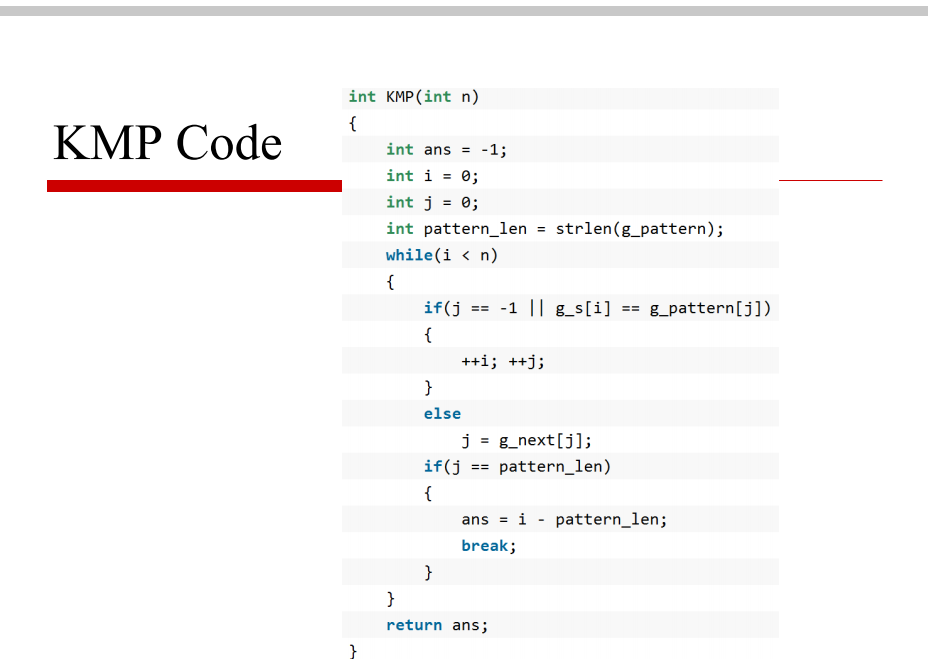 KMP Code
int KMP(int n)
{
    int ans = -1;
    int i = 0;
    int j = 0;
    int pattern_len = strlen(g_pattern);
    while(i < n)
    {
        if(j == -1 || g_s[i] == g_pattern[j])
        {
            ++i; ++j;
        }
        else
            j = g_next[j];
        if(j == pattern_len)
        {
            ans = i - pattern_len;
            break;
        }
    }
    return ans;
}